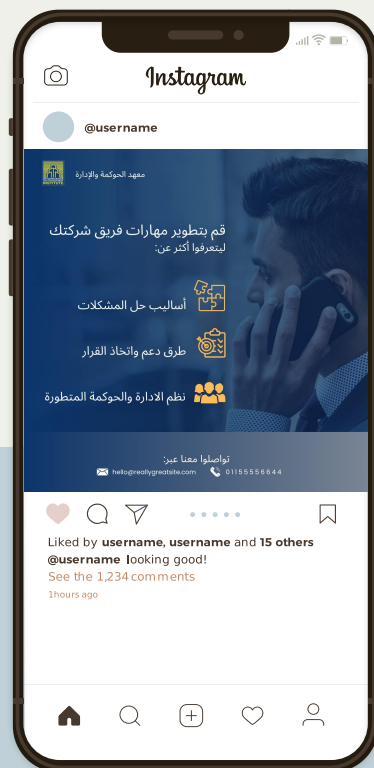 Instagram
@username
INSTITUTE
معهد الحوكمة والإدارة
قم بتطوير مهارات فريق شركتك
ليتعرفوا أكثر عن:
أساليب حل المشكلات
طرق دعم واتخاذ القرار
نظم الادارة والحوكمة المتطورة
تواصلوا معنا عبر:
hello@reallygreatsite.com 01155556644
Liked by username, username and 15 others
@username looking good!
See the 1,234 comments
1hours ago